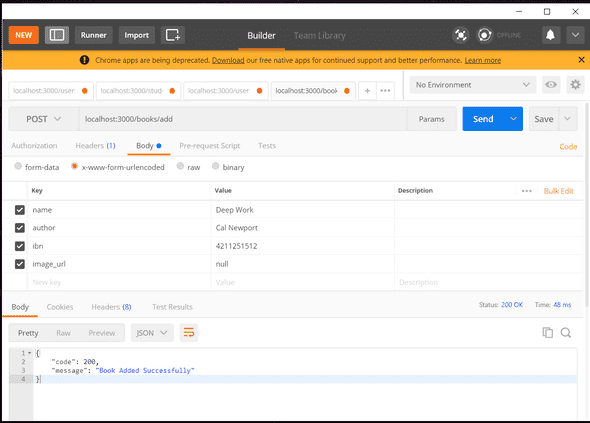 NEW Runner Import Builder Team Library OFFLINE
Chrome apps are being deprecated. Download our free native apps for continued support and better performance. Learn more
localhost:3000/user localhost:3000/stud localhost:3000/user localhost:3000/book + ••• No Environment
POST localhost:3000/books/add Params Send Save
Authorization Headers (1) Body Pre-request Script Tests Code
form-data x-www-form-urlencoded raw binary
Key Value Description ••• Bulk Edit
name Deep Work
author Cal Newport
ibn 4211251512
image_url null
New key Value Description
Body Cookies Headers (8) Test Results Status: 200 OK Time: 48 ms
Pretty Raw Preview JSON
1 {
2 "code": 200,
3 "message": "Book Added Successfully"
4 }